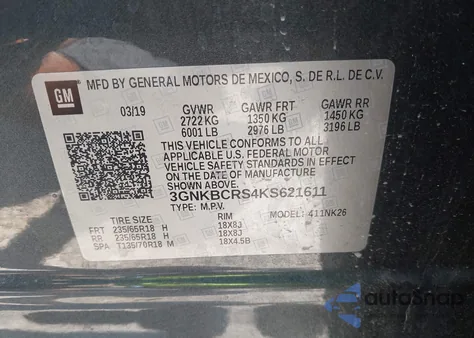 GM
MFD BY GENERAL MOTORS DE MEXICO, S. DE R.L. DE C.V.
03/19 GVWR GAWR FRT GAWR RR
2722 KG 1350 KG 1450 KG
6001 LB 2976 LB 3196 LB
THIS VEHICLE CONFORMS TO ALL
APPLICABLE U.S. FEDERAL MOTOR
VEHICLE SAFETY STANDARDS IN EFFECT
ON THE DATE OF MANUFACTURE SHOWN ABOVE.
3GNKBCRS4KS621611
TYPE: M.P.V. MODEL: 411NK26
TIRE SIZE RIM
FRT 235/65R18 H 18X8J
RR 235/65R18 H 18X8J
SPA T135/70R18 M 18X4.5B
autoSnap